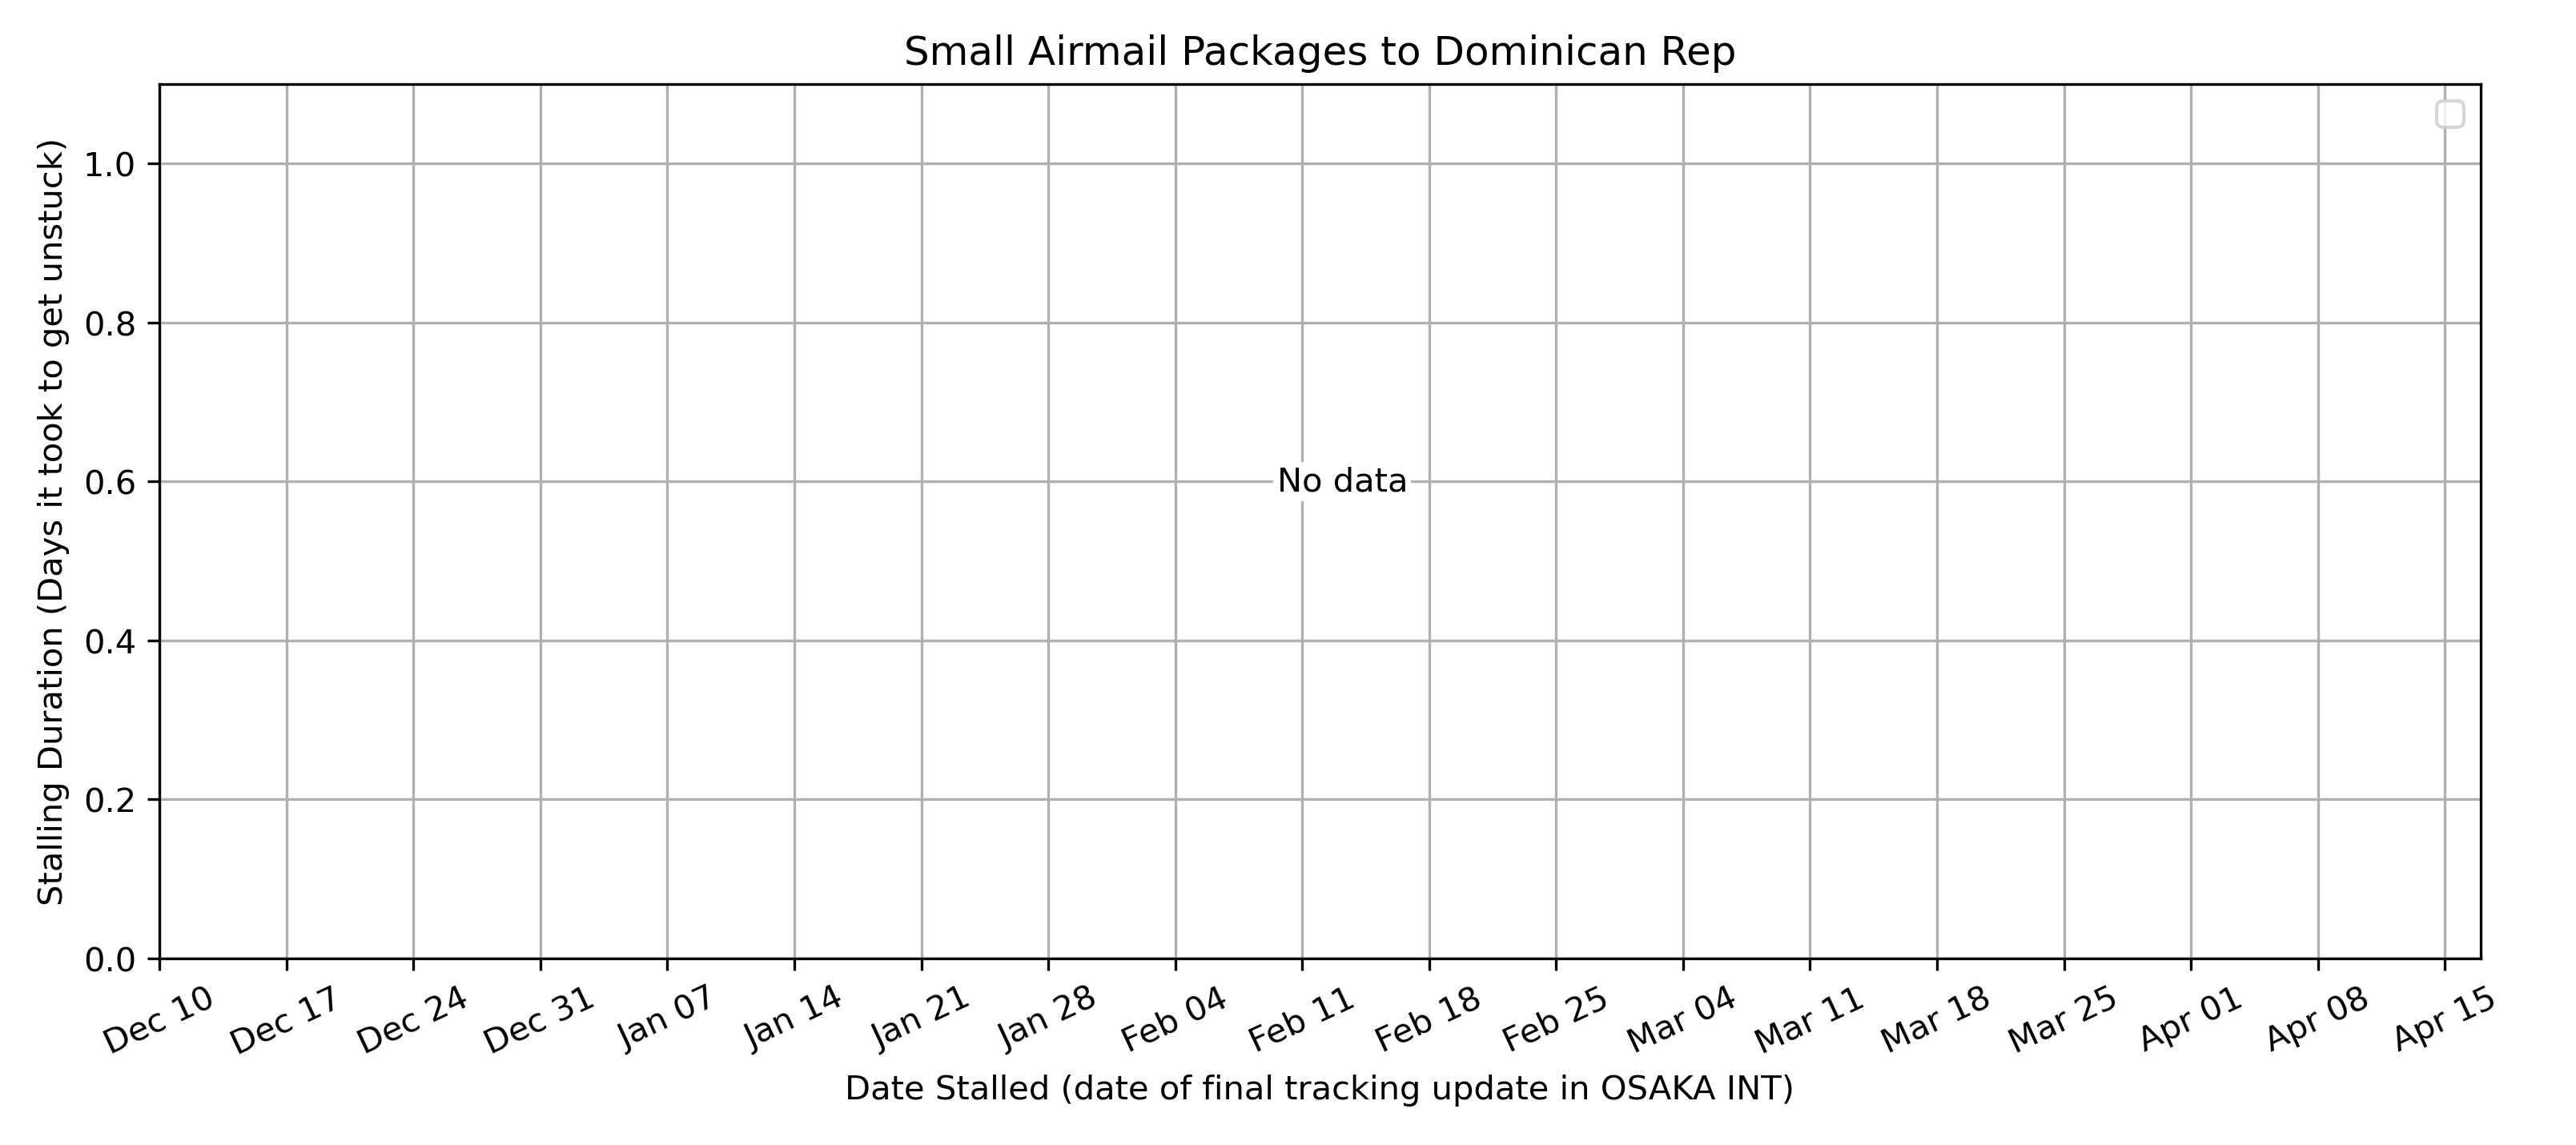 Small Airmail Packages to Dominican Rep
Stalling Duration (Days it took to get unstuck)
1.0
0.8
0.6
0.4
0.2
0.0
No data
Dec 10 Dec 17 Dec 24 Dec 31 Jan 07 Jan 14 Jan 21 Jan 28 Feb 04 Feb 11 Feb 18 Feb 25 Mar 04 Mar 11 Mar 18 Mar 25 Apr 01 Apr 08 Apr 15
Date Stalled (date of final tracking update in OSAKA INT)